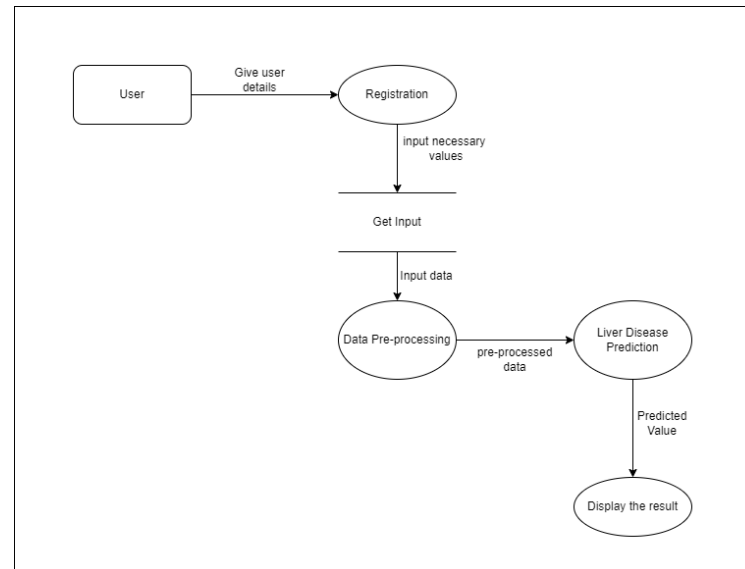 User
Give user
details
Registration
input necessary
values
Get Input
Input data
Data Pre-processing
pre-processed
data
Liver Disease
Prediction
Predicted
Value
Display the result